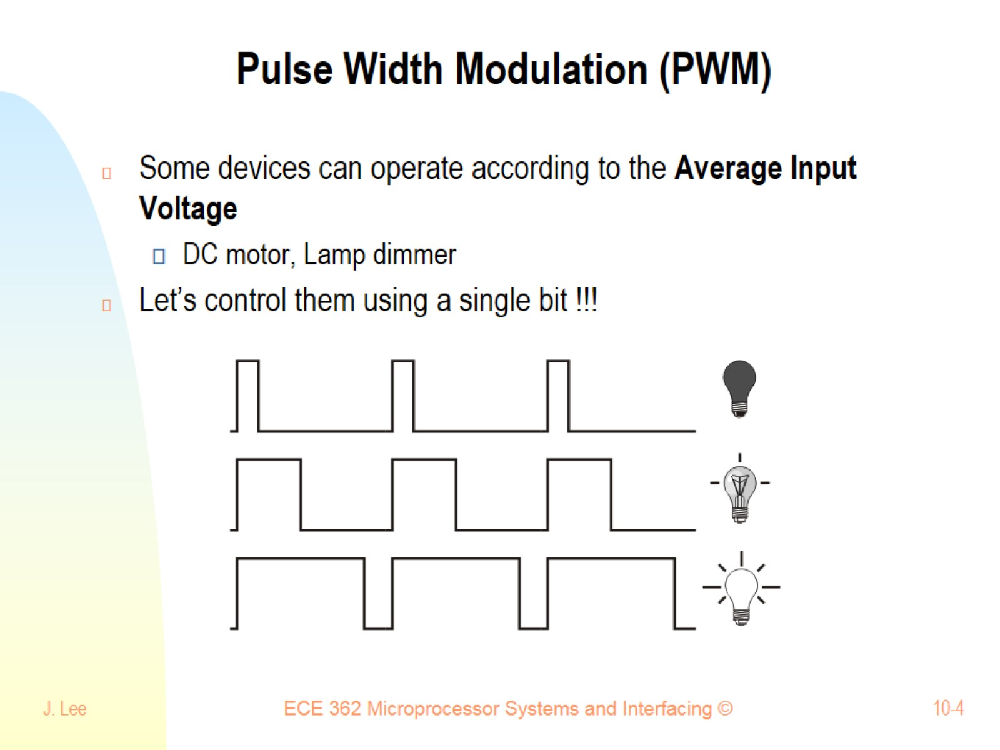 Pulse Width Modulation (PWM)
Some devices can operate according to the Average Input
Voltage
DC motor, Lamp dimmer
Let’s control them using a single bit !!!
J. Lee
ECE 362 Microprocessor Systems and Interfacing ©
10-4